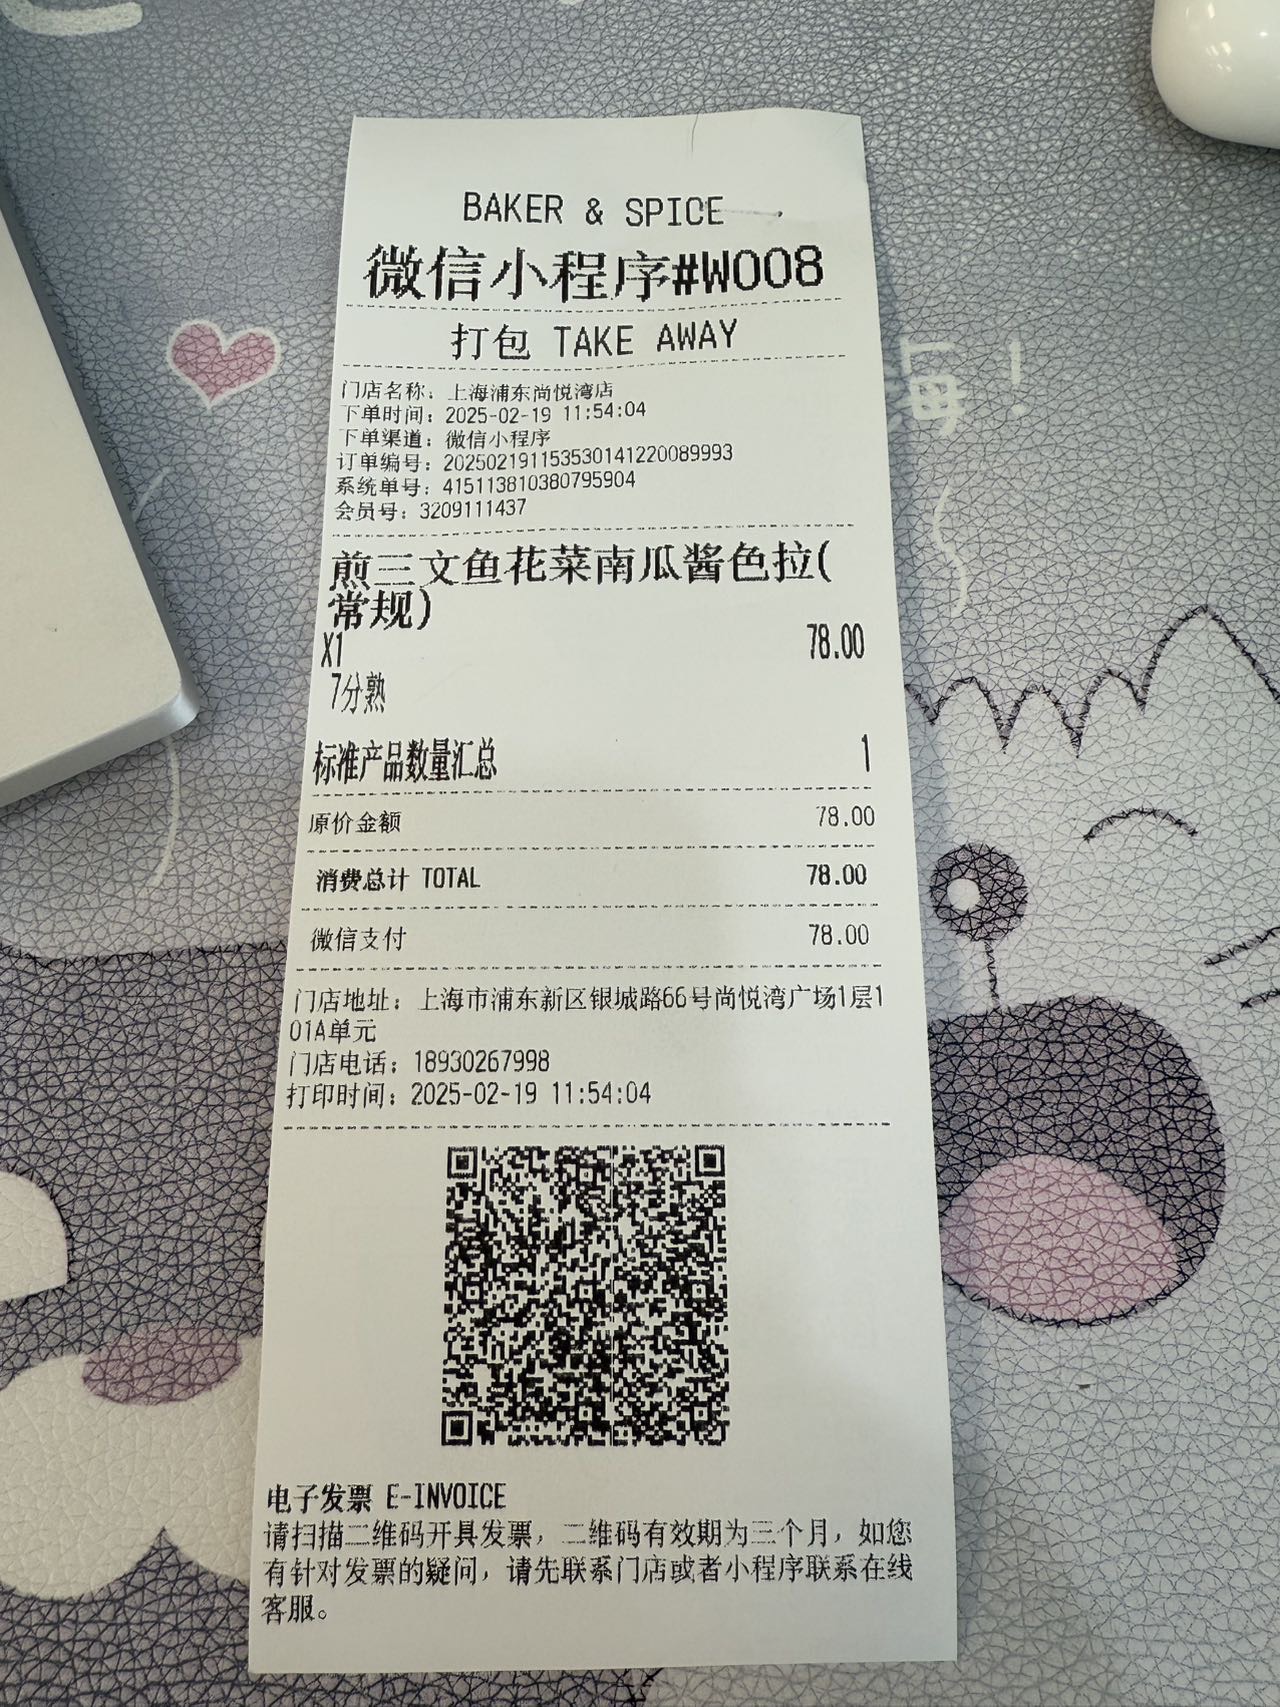 BAKER & SPICE
微信小程序#W008
打包 TAKE AWAY
门店名称：上海浦东尚悦湾店
下单时间：2025-02-19 11:54:04
下单渠道：微信小程序
订单编号：20250219115353014122008​9993
系统单号：415113810380795904
会员号：3209111437
煎三文鱼花菜南瓜酱色拉(
常规)
X1 78.00
7分熟
标准产品数量汇总 1
原价金额 78.00
消费总计 TOTAL 78.00
微信支付 78.00
门店地址：上海市浦东新区银城路66号尚悦湾广场1层1
01A单元
门店电话：18930267998
打印时间：2025-02-19 11:54:04
电子发票 E-INVOICE
请扫描二维码开具发票，二维码有效期为三个月，如您
有针对发票的疑问，请先联系门店或者小程序联系在线
客服。
海!